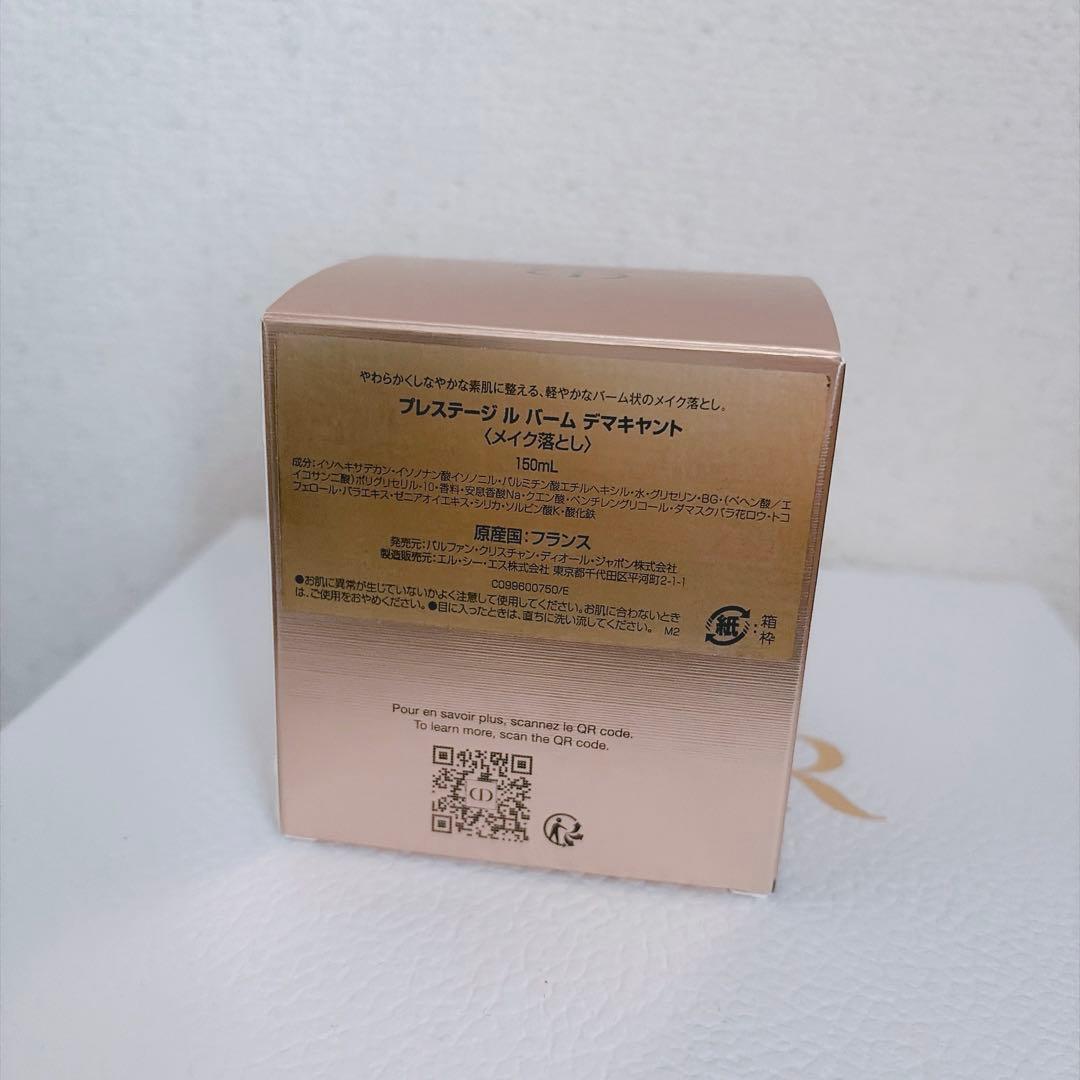 やわらかくしなやかな素肌に整える、軽やかなバーム状のメイク落とし。
プレステージ ル バーム デマキヤント
〈メイク落とし〉
150mL
成分:イソヘキサデカン・イソノナン酸イソノニル・パルミチン酸エチルヘキシル・水・グリセリン・BG・(ベヘン酸/エ
イコサン二酸)ポリグリセリル-10・香料・安息香酸Na・クエン酸・ペンチレングリコール・ダマスクバラ花ロウ・トコ
フェロール・バラエキス・ゼニアオイエキス・シリカ・ソルビン酸K・酸化鉄
原産国:フランス
発売元:パルファン・クリスチャン・ディオール・ジャポン株式会社
製造販売元:エル・シー・エス株式会社 東京都千代田区平河町2-1-1
C099600750/E
●お肌に異常が生じていないかよく注意して使用してください。お肌に合わないとき
は、ご使用をおやめください。●目に入ったときは、直ちに洗い流してください。 M2
紙:箱
枠
Pour en savoir plus, scannez le QR code.
To learn more, scan the QR code.
CD
R